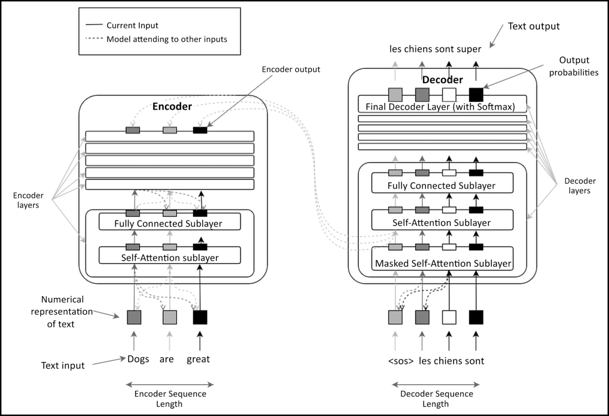 Current Input
Model attending to other inputs
Encoder output
Encoder
Encoder
layers
Fully Connected Sublayer
Self-Attention sublayer
Numerical
representation
of text
Text input
Dogs are great
Encoder Sequence
Length
Text output
les chiens sont super
Output
probabilities
Decoder
Final Decoder Layer (with Softmax)
Decoder
layers
Fully Connected Sublayer
Self-Attention Sublayer
Masked Self-Attention Sublayer
<sos> les chiens sont
Decoder Sequence
Length